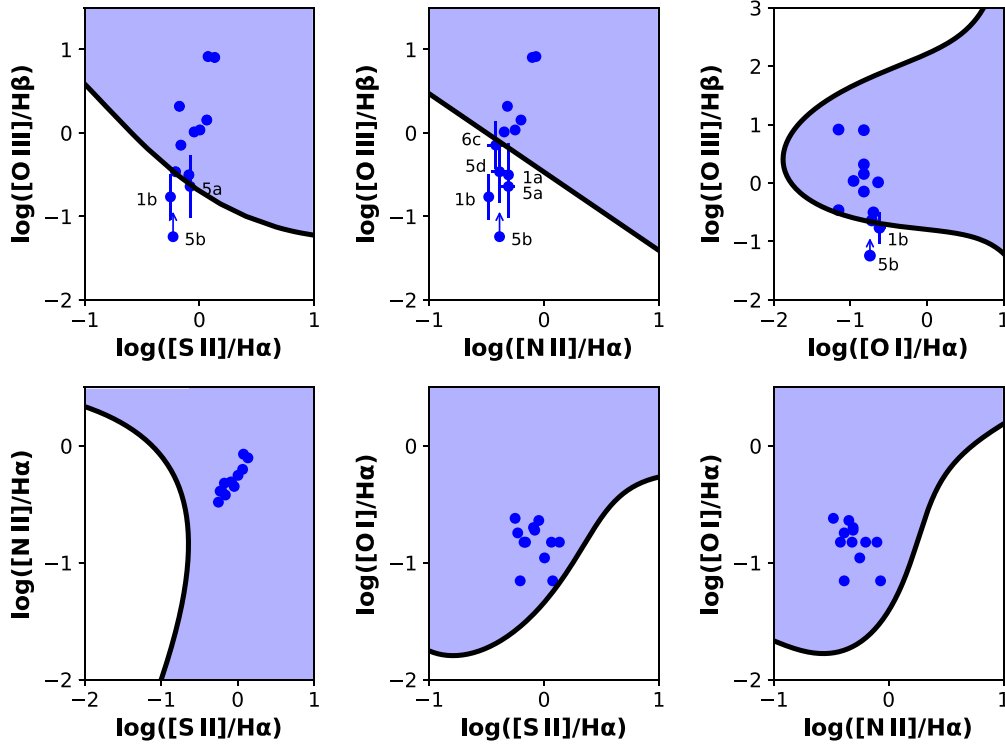 log([O III]/Hβ)
1
0
−1
−2
1b
5a
5b
−1
0
1
log([S II]/Hα)
log([O III]/Hβ)
1
0
−1
−2
6c
5d
1a
5a
1b
5b
−1
0
1
log([N II]/Hα)
log([O III]/Hβ)
3
2
1
0
−1
−2
1b
5b
−2
−1
0
1
log([O I]/Hα)
log([N II]/Hα)
0
−1
−2
−2
−1
0
1
log([S II]/Hα)
log([O I]/Hα)
0
−1
−2
−1
0
1
log([S II]/Hα)
log([O I]/Hα)
0
−1
−2
−1
0
1
log([N II]/Hα)